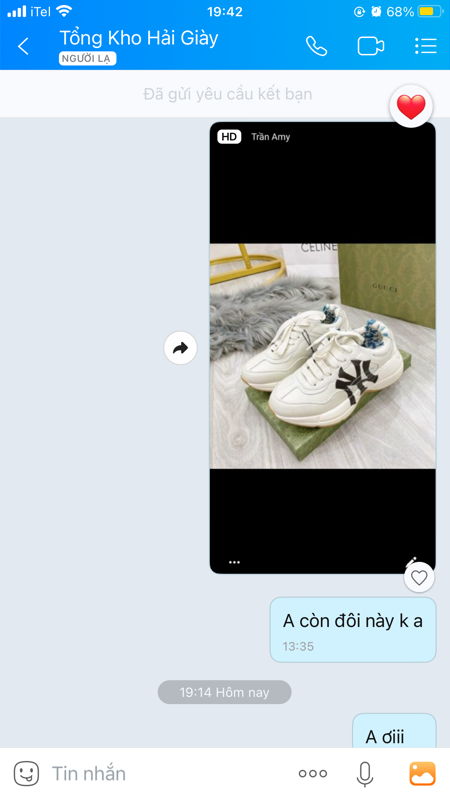 iTel 19:42 68%
Tổng Kho Hải Giày
NGƯỜI LẠ
Đã gửi yêu cầu kết bạn
HD Trần Amy
CELINE
GUCCI
NY
A còn đôi này k a
13:35
19:14 Hôm nay
A ơiii
Tin nhắn